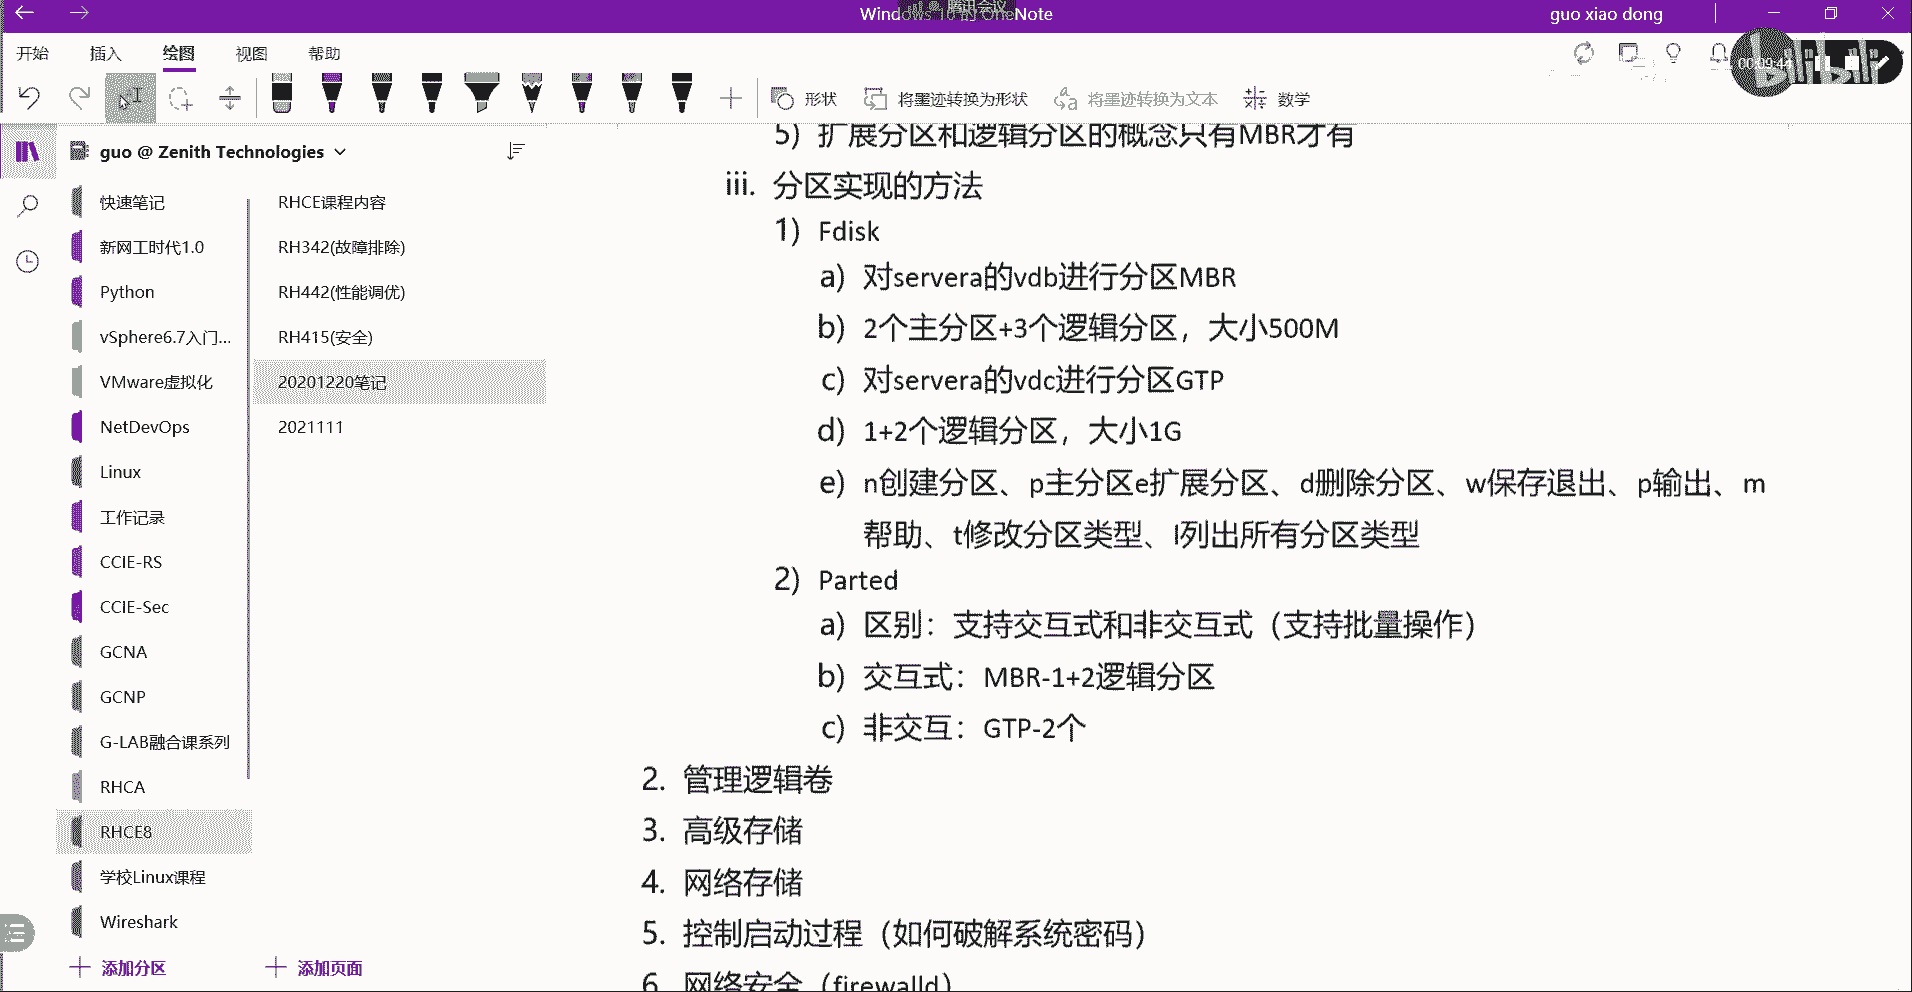 腾讯会议
Windows 10 的 OneNote
guo xiao dong
开始 插入 绘图 视图 帮助
bilibili
00:09:44
形状 将墨迹转换为形状 将墨迹转换为文本 数学
guo @ Zenith Technologies
快速笔记
新网工时代1.0
Python
vSphere6.7入门...
VMware虚拟化
NetDevOps
Linux
工作记录
CCIE-RS
CCIE-Sec
GCNA
GCNP
G-LAB融合课系列
RHCA
RHCE8
学校Linux课程
Wireshark
添加分区
RHCE课程内容
RH342(故障排除)
RH442(性能调优)
RH415(安全)
20201220笔记
2021111
添加页面
5) 扩展分区和逻辑分区的概念只有MBR才有
iii. 分区实现的方法
1) Fdisk
a) 对servera的vdb进行分区MBR
b) 2个主分区+3个逻辑分区，大小500M
c) 对servera的vdc进行分区GTP
d) 1+2个逻辑分区，大小1G
e) n创建分区、p主分区e扩展分区、d删除分区、w保存退出、p输出、m
帮助、t修改分区类型、l列出所有分区类型
2) Parted
a) 区别：支持交互式和非交互式（支持批量操作）
b) 交互式：MBR-1+2逻辑分区
c) 非交互：GTP-2个
2. 管理逻辑卷
3. 高级存储
4. 网络存储
5. 控制启动过程（如何破解系统密码）
6. 网络安全（firewalld）